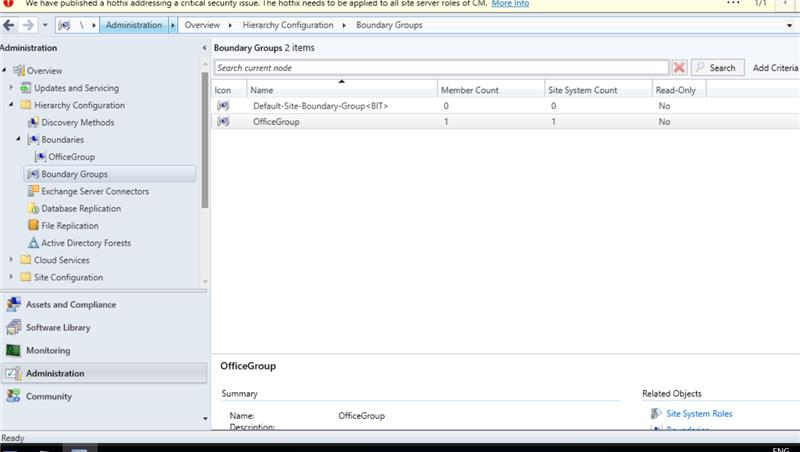 We have published a hotfix addressing a critical security issue. The hotfix needs to be applied to all site server roles of CM. More Info ··· 1/1
\ Administration Overview Hierarchy Configuration Boundary Groups
Administration
Overview
Updates and Servicing
Hierarchy Configuration
Discovery Methods
Boundaries
OfficeGroup
Boundary Groups
Exchange Server Connectors
Database Replication
File Replication
Active Directory Forests
Cloud Services
Site Configuration
Assets and Compliance
Software Library
Monitoring
Administration
Community
Boundary Groups 2 items
Search current node Search Add Criteria
Icon Name Member Count Site System Count Read-Only
Default-Site-Boundary-Group<BIT> 0 0 No
OfficeGroup 1 1 No
OfficeGroup
Summary
Name: OfficeGroup
Description:
Related Objects
Site System Roles
Boundaries
Ready
ENG